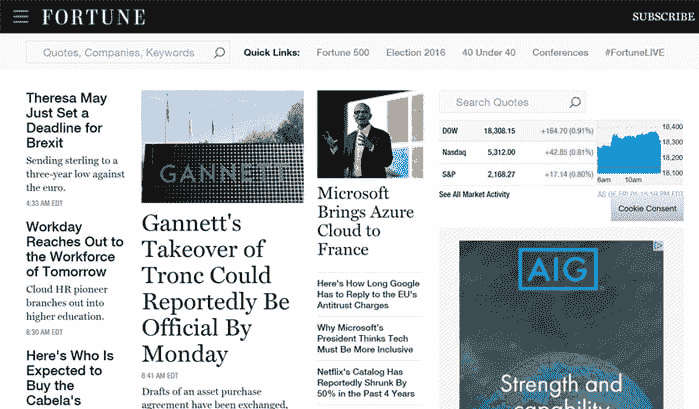 FORTUNE
SUBSCRIBE
Quotes, Companies, Keywords
Quick Links:
Fortune 500
Election 2016
40 Under 40
Conferences
#FortuneLIVE
Theresa May
Just Set a
Deadline for
Brexit
Sending sterling to a
three-year low against
the euro.
4:33 AM EDT
Workday
Reaches Out to
the Workforce
of Tomorrow
Cloud HR pioneer
branches out into
higher education.
8:30 AM EDT
Here's Who Is
Expected to
Buy the
Cabela's
GANNETT
Gannett's
Takeover of
Tronc Could
Reportedly Be
Official By
Monday
8:41 AM EDT
Drafts of an asset purchase
agreement have been exchanged,
Microsoft
Brings Azure
Cloud to
France
Here's How Long Google
Has to Reply to the EU's
Antitrust Charges
Why Microsoft's
President Thinks Tech
Must Be More Inclusive
Netflix's Catalog Has
Reportedly Shrunk By
50% in the Past 4 Years
Search Quotes
DOW 18,308.15 +164.70 (0.91%)
Nasdaq 5,312.00 +42.85 (0.81%)
S&P 2,168.27 +17.14 (0.80%)
18,400
18,300
18,200
18,100
6am 10am
See All Market Activity
Cookie Consent
AIG
Strength and
capability